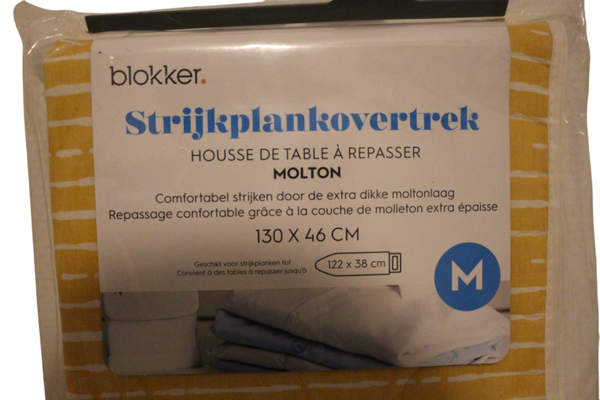 blokker.
Strijkplankovertrek
HOUSSE DE TABLE À REPASSER
MOLTON
Comfortabel strijken door de extra dikke moltonlaag
Repassage confortable grâce à la couche de molleton extra épaisse
130 X 46 CM
Geschikt voor strijkplanken tot
Convient à des tables à repasser jusqu'à
122 x 38 cm
M